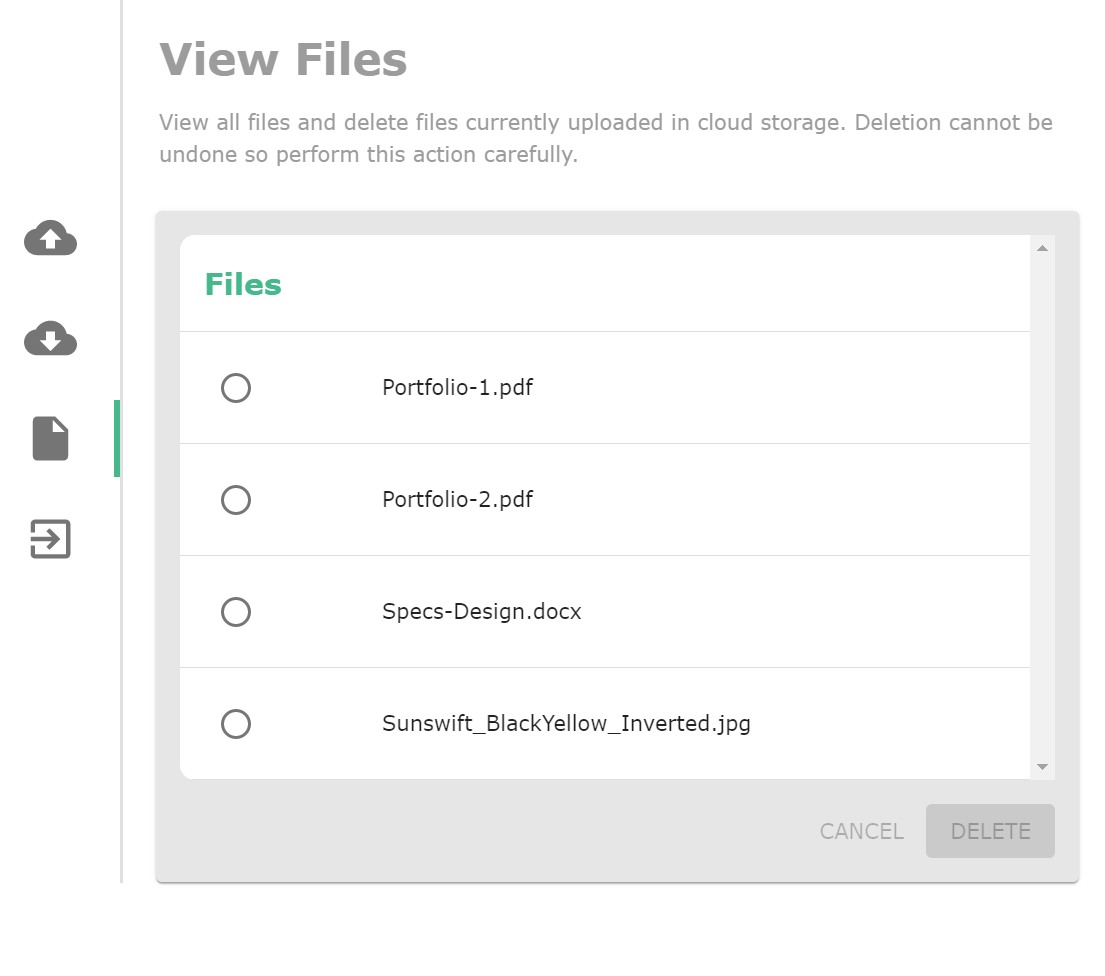 View Files
View all files and delete files currently uploaded in cloud storage. Deletion cannot be
undone so perform this action carefully.
Files
Portfolio-1.pdf
Portfolio-2.pdf
Specs-Design.docx
Sunswift_BlackYellow_Inverted.jpg
CANCEL DELETE